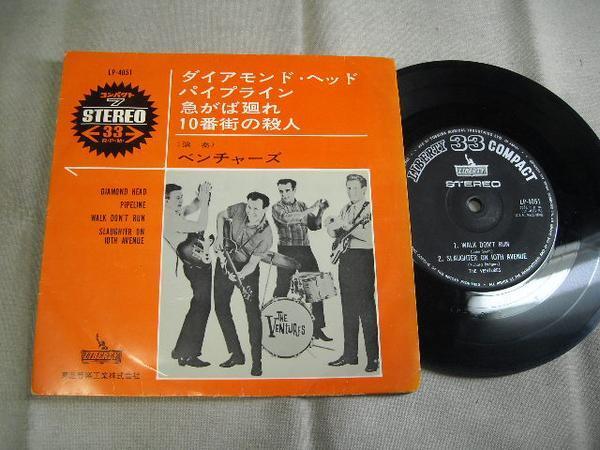 LP-4051
コンパクト
7
STEREO
33
R·P·M
ダイアモンド・ヘッド
パイプライン
急がば廻れ
10番街の殺人
(演奏)
ベンチャーズ
DIAMOND HEAD
PIPELINE
WALK DON'T RUN
SLAUGHTER ON
10TH AVENUE
THE
VENTURES
LIBERTY
東芝音楽工業株式会社
LIBERTY 33 COMPACT
LIBERTY
STEREO
LP-4051
1. WALK DON'T RUN
2. SLAUGHTER ON 10TH AVENUE
THE VENTURES